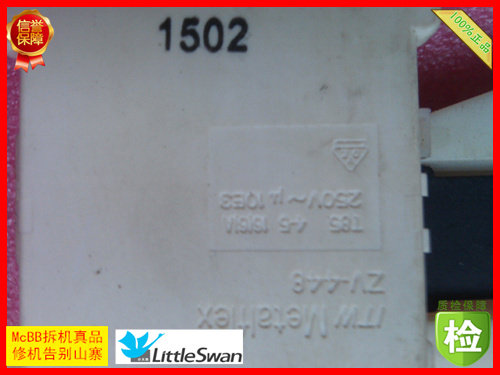 信誉
保障
1502
100%正品
250V~ µ 10E3
T85 4-5 16(6)A
ZV-446
mw Metalflex
McBB拆机真品
修机告别山寨
LittleSwan
质检保障
检